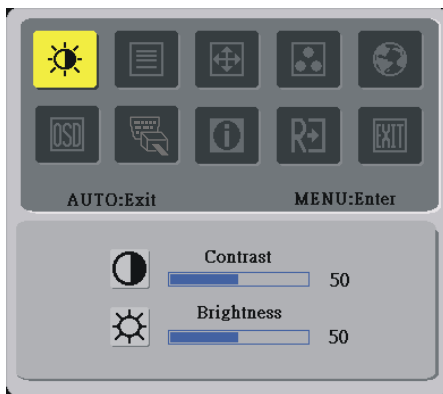 OSD
i
R
EXIT
AUTO:Exit MENU:Enter
Contrast
50
Brightness
50